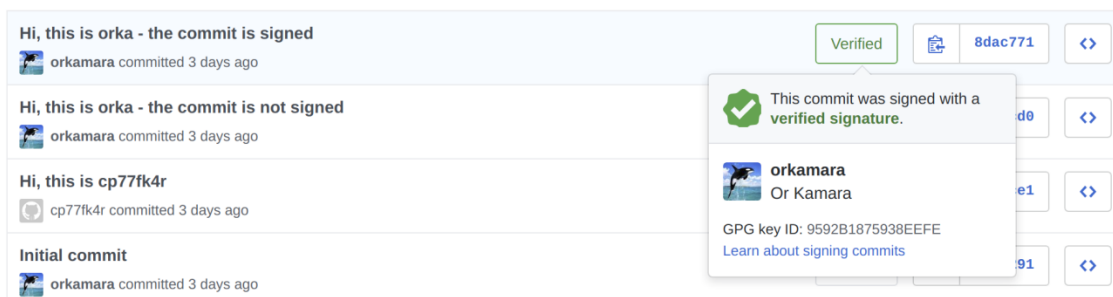 Hi, this is orka - the commit is signed
orkamara committed 3 days ago
Verified
8dac771
This commit was signed with a
verified signature.
orkamara
Or Kamara
GPG key ID: 9592B1875938EEFE
Learn about signing commits
Hi, this is orka - the commit is not signed
orkamara committed 3 days ago
d0
Hi, this is cp77fk4r
cp77fk4r committed 3 days ago
e1
Initial commit
orkamara committed 3 days ago
91